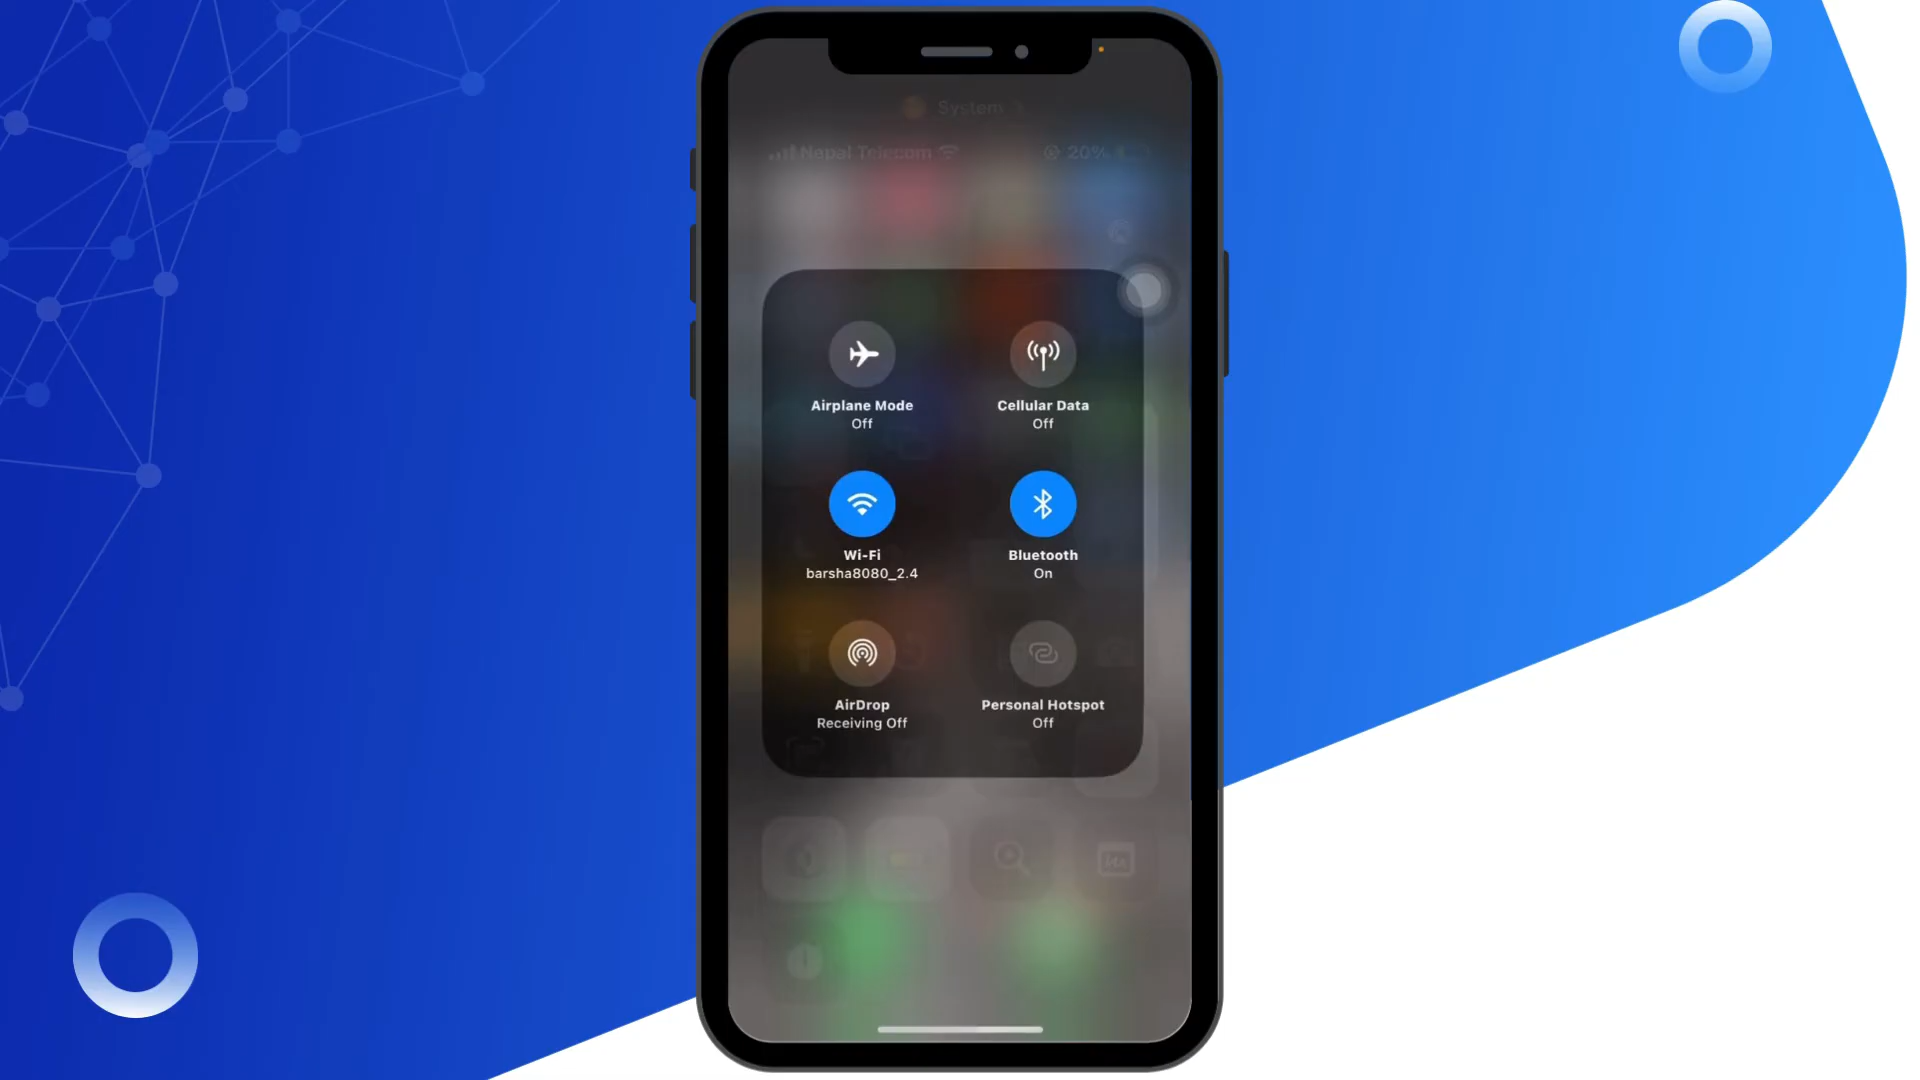 System
Nepal Telecom
20%
Airplane Mode
Off
Cellular Data
Off
Wi-Fi
barsha8080_2.4
Bluetooth
On
AirDrop
Receiving Off
Personal Hotspot
Off